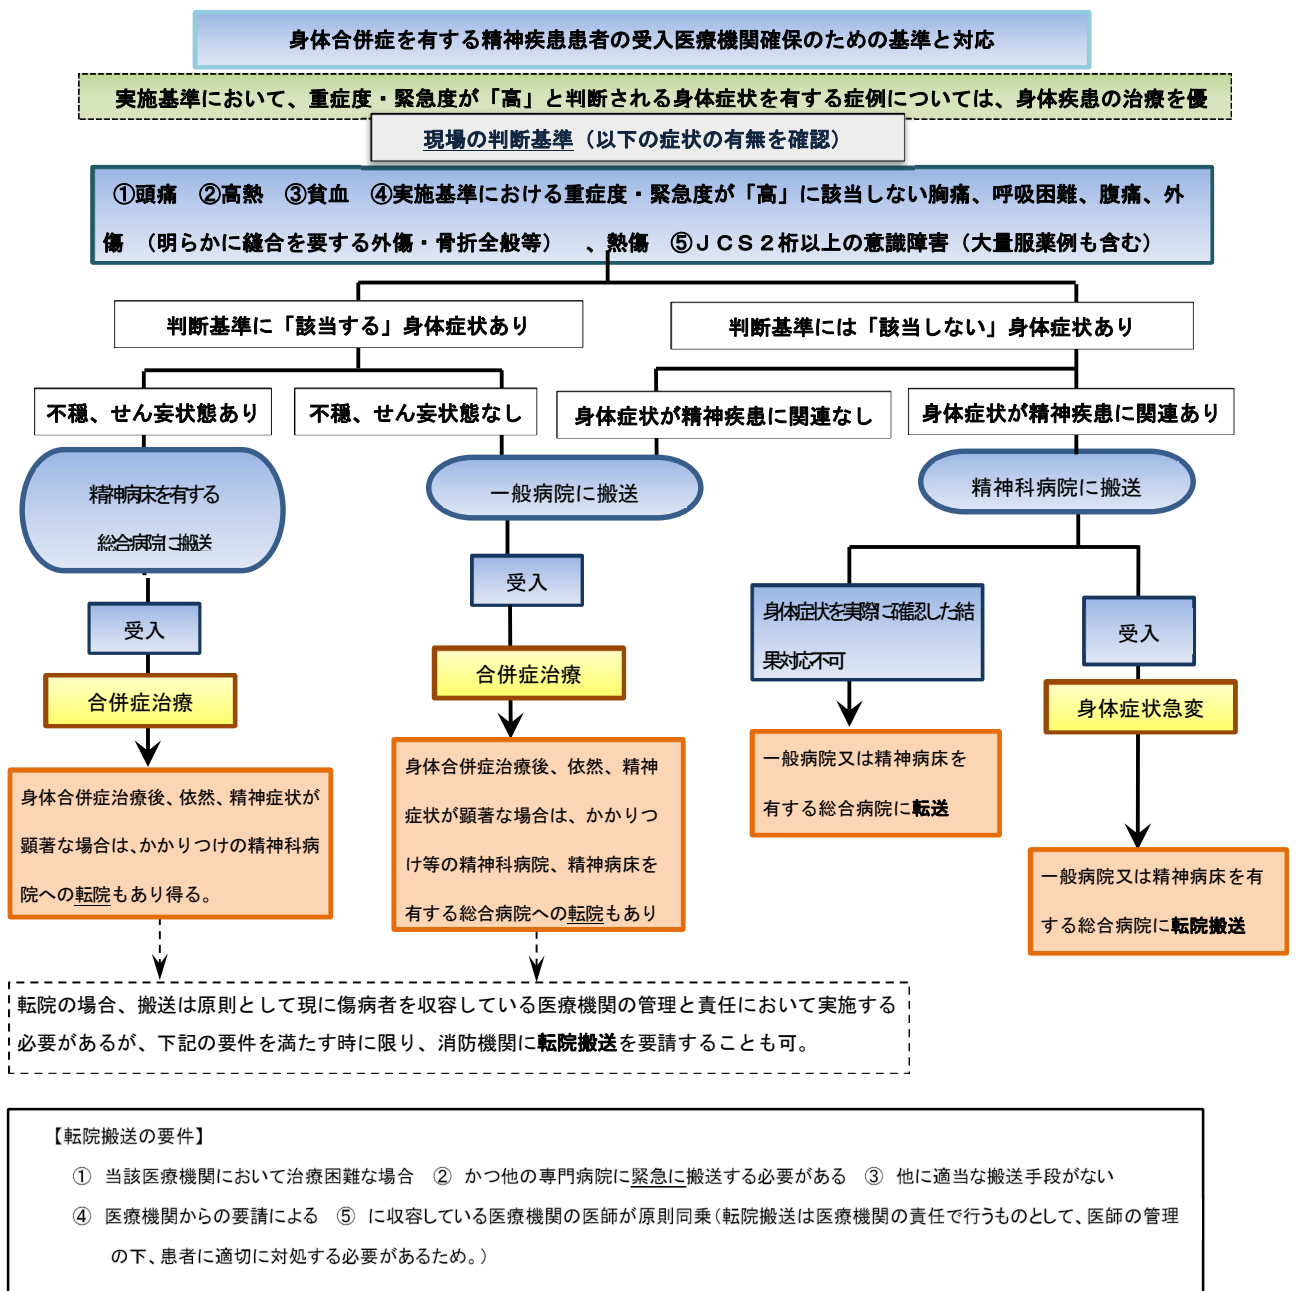 身体合併症を有する精神疾患患者の受入医療機関確保のための基準と対応
実施基準において、重症度・緊急度が「高」と判断される身体症状を有する症例については、身体疾患の治療を優
現場の判断基準（以下の症状の有無を確認）
①頭痛　②高熱　③貧血　④実施基準における重症度・緊急度が「高」に該当しない胸痛、呼吸困難、腹痛、外
傷　（明らかに縫合を要する外傷・骨折全般等）　、熱傷　⑤ＪＣＳ２桁以上の意識障害（大量服薬例も含む）
判断基準に「該当する」身体症状あり
判断基準には「該当しない」身体症状あり
不穏、せん妄状態あり
不穏、せん妄状態なし
身体症状が精神疾患に関連なし
身体症状が精神疾患に関連あり
精神病床を有する
総合病院に搬送
一般病院に搬送
精神科病院に搬送
受入
受入
身体症状を実際に確認した結
果対応不可
受入
合併症治療
合併症治療
身体症状急変
身体合併症治療後、依然、精神症状が
顕著な場合は、かかりつけの精神科病
院への転院もあり得る。
身体合併症治療後、依然、精神
症状が顕著な場合は、かかりつ
け等の精神科病院、精神病床を
有する総合病院への転院もあり
一般病院又は精神病床を
有する総合病院に転送
一般病院又は精神病床を有
する総合病院に転院搬送
転院の場合、搬送は原則として現に傷病者を収容している医療機関の管理と責任において実施する
必要があるが、下記の要件を満たす時に限り、消防機関に転院搬送を要請することも可。
【転院搬送の要件】
①　当該医療機関において治療困難な場合　②　かつ他の専門病院に緊急に搬送する必要がある　③　他に適当な搬送手段がない
④　医療機関からの要請による　⑤　に収容している医療機関の医師が原則同乗（転院搬送は医療機関の責任で行うものとして、医師の管理
の下、患者に適切に対処する必要があるため。）